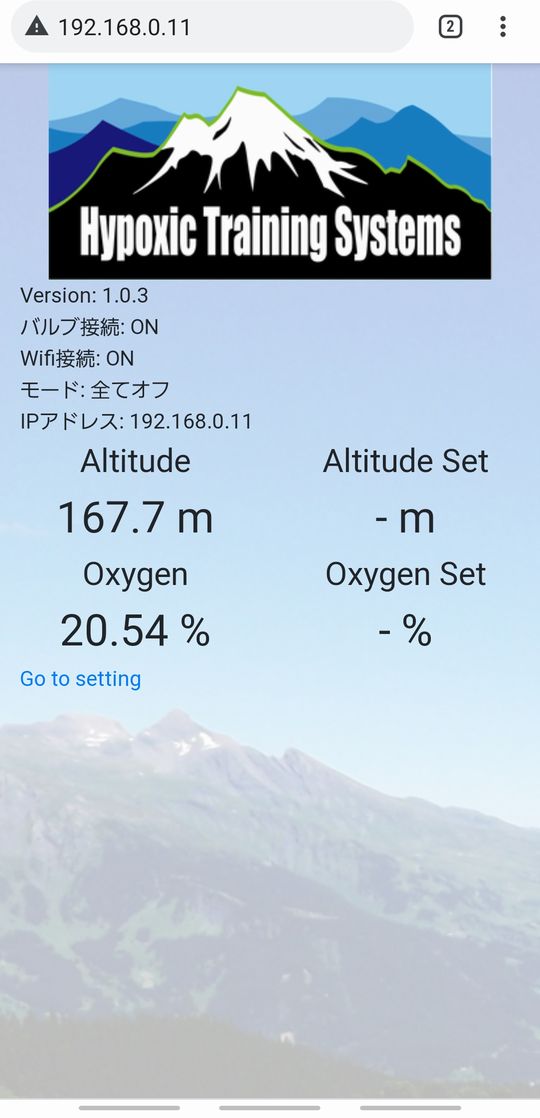 192.168.0.11
2
Hypoxic Training Systems
Version: 1.0.3
バルブ接続: ON
Wifi接続: ON
モード: 全てオフ
IPアドレス: 192.168.0.11
Altitude Altitude Set
167.7 m - m
Oxygen Oxygen Set
20.54 % - %
Go to setting